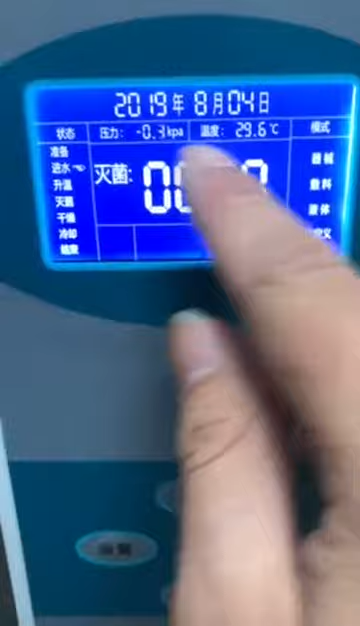 2019年8月04日
状态 压力: -0.3kpa 温度: 29.6℃ 模式
准备
进水
升温
灭菌
干燥
冷却
结束
灭菌:
器械
敷料
液体